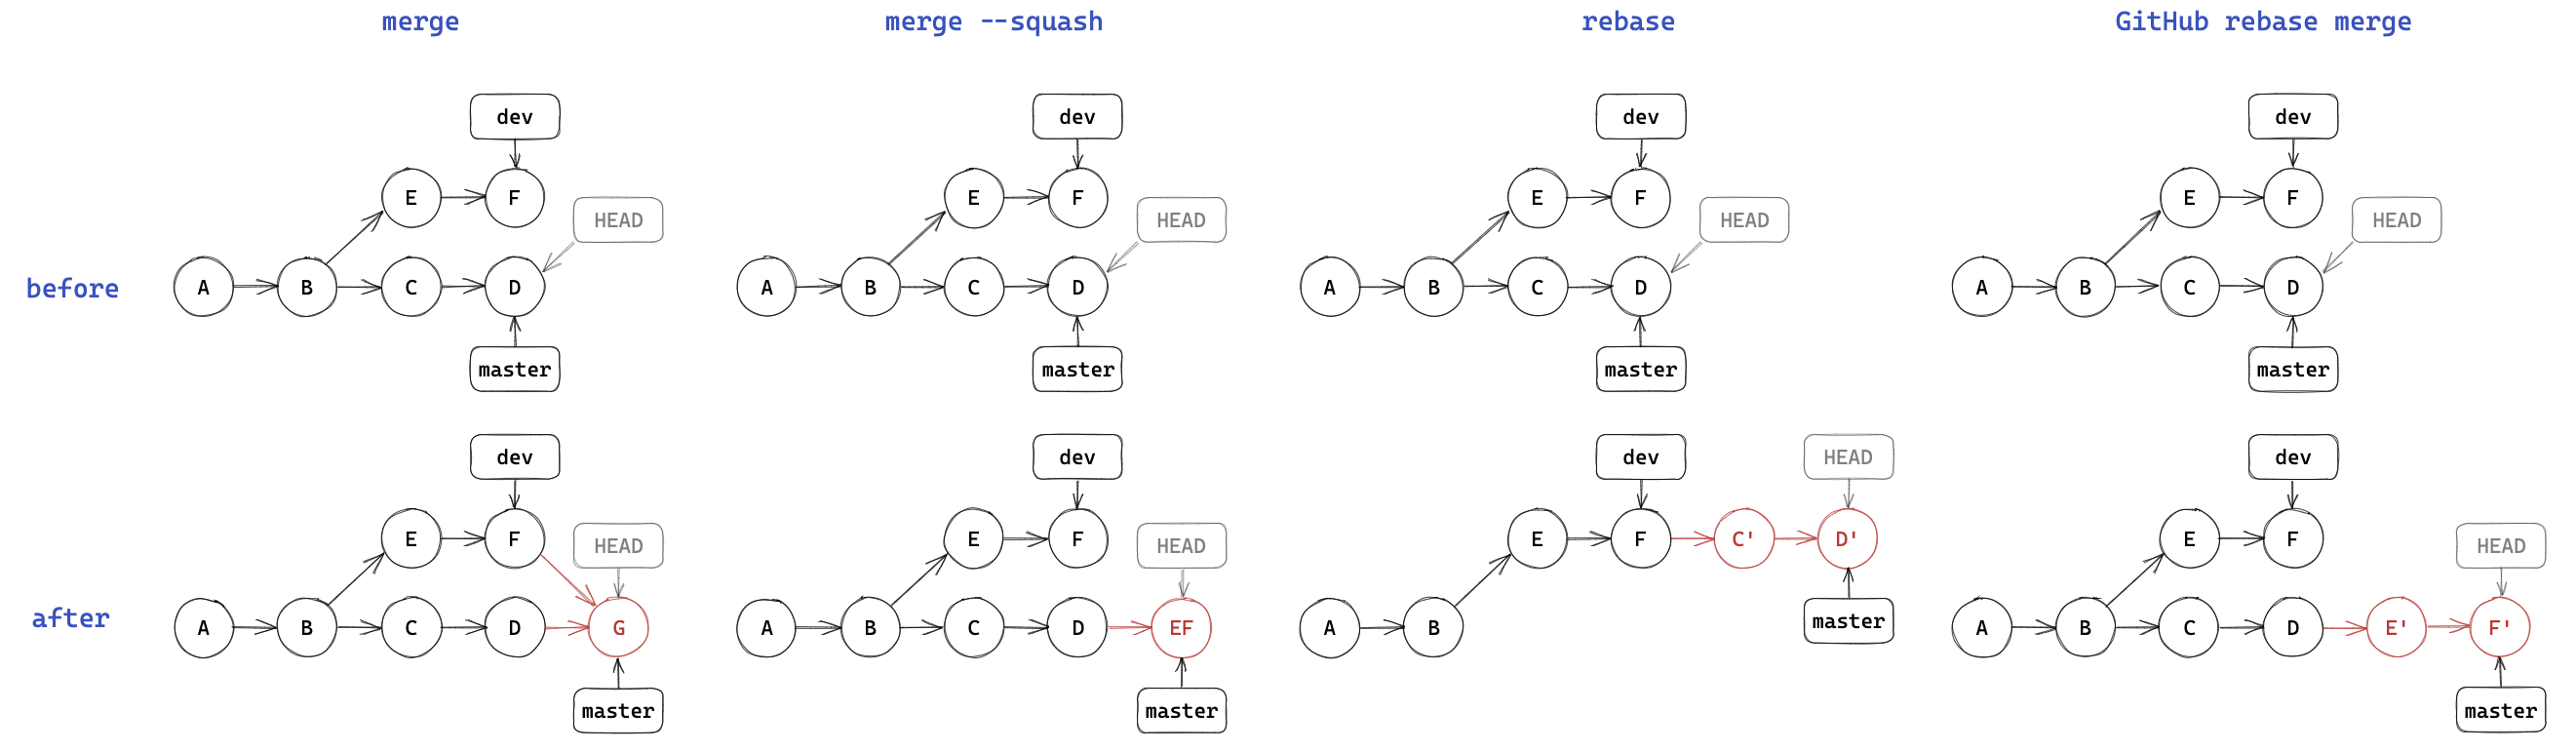 merge
merge --squash
rebase
GitHub rebase merge
before
dev
E F
HEAD
A B C D
master
dev
E F
HEAD
A B C D
master
dev
E F
HEAD
A B C D
master
dev
E F
HEAD
A B C D
master
after
dev
E F
HEAD
A B C D G
master
dev
E F
HEAD
A B C D EF
master
dev
HEAD
E F C' D'
A B
master
dev
E F
HEAD
A B C D E' F'
master